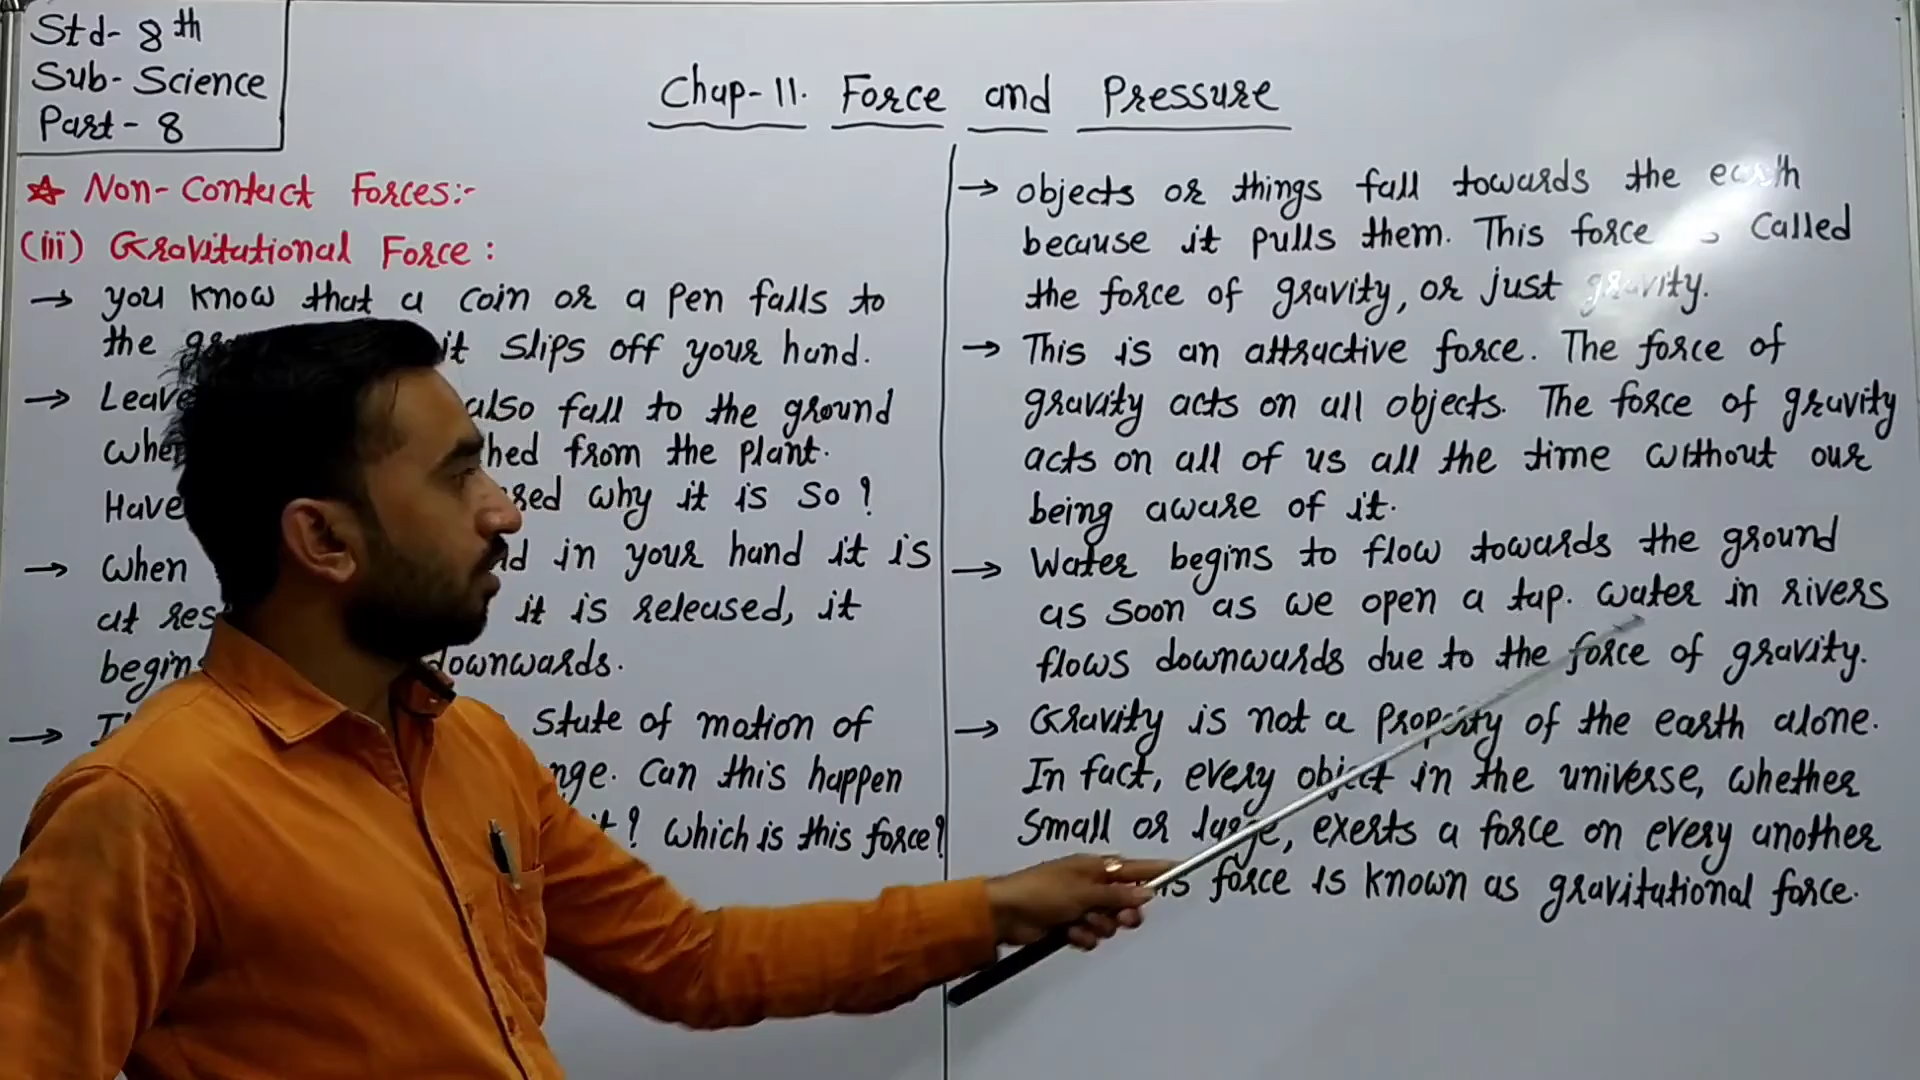 Std- 8th
Sub- Science
Part- 8
Chap-11. Force and Pressure
☆ Non-Contact Forces:-
(iii) Gravitational Force :
→ you know that a coin or a pen falls to
the it slips off your hand.
→ Leave also fall to the ground
from the plant.
Have why it is so ?
→ when in your hand it is
at it is released, it
downwards.
→ state of motion of
Can this happen
it? which is this force?
→ objects or things fall towards the earth
because it pulls them. This force called
the force of gravity, or just gravity.
→ This is an attractive force. The force of
gravity acts on all objects. The force of gravity
acts on all of us all the time without our
being aware of it.
→ Water begins to flow towards the ground
as soon as we open a tap. water in rivers
flows downwards due to the force of gravity.
→ Gravity is not a property of the earth alone.
In fact, every object in the universe, whether
small or large, exerts a force on every another
force is known as gravitational force.